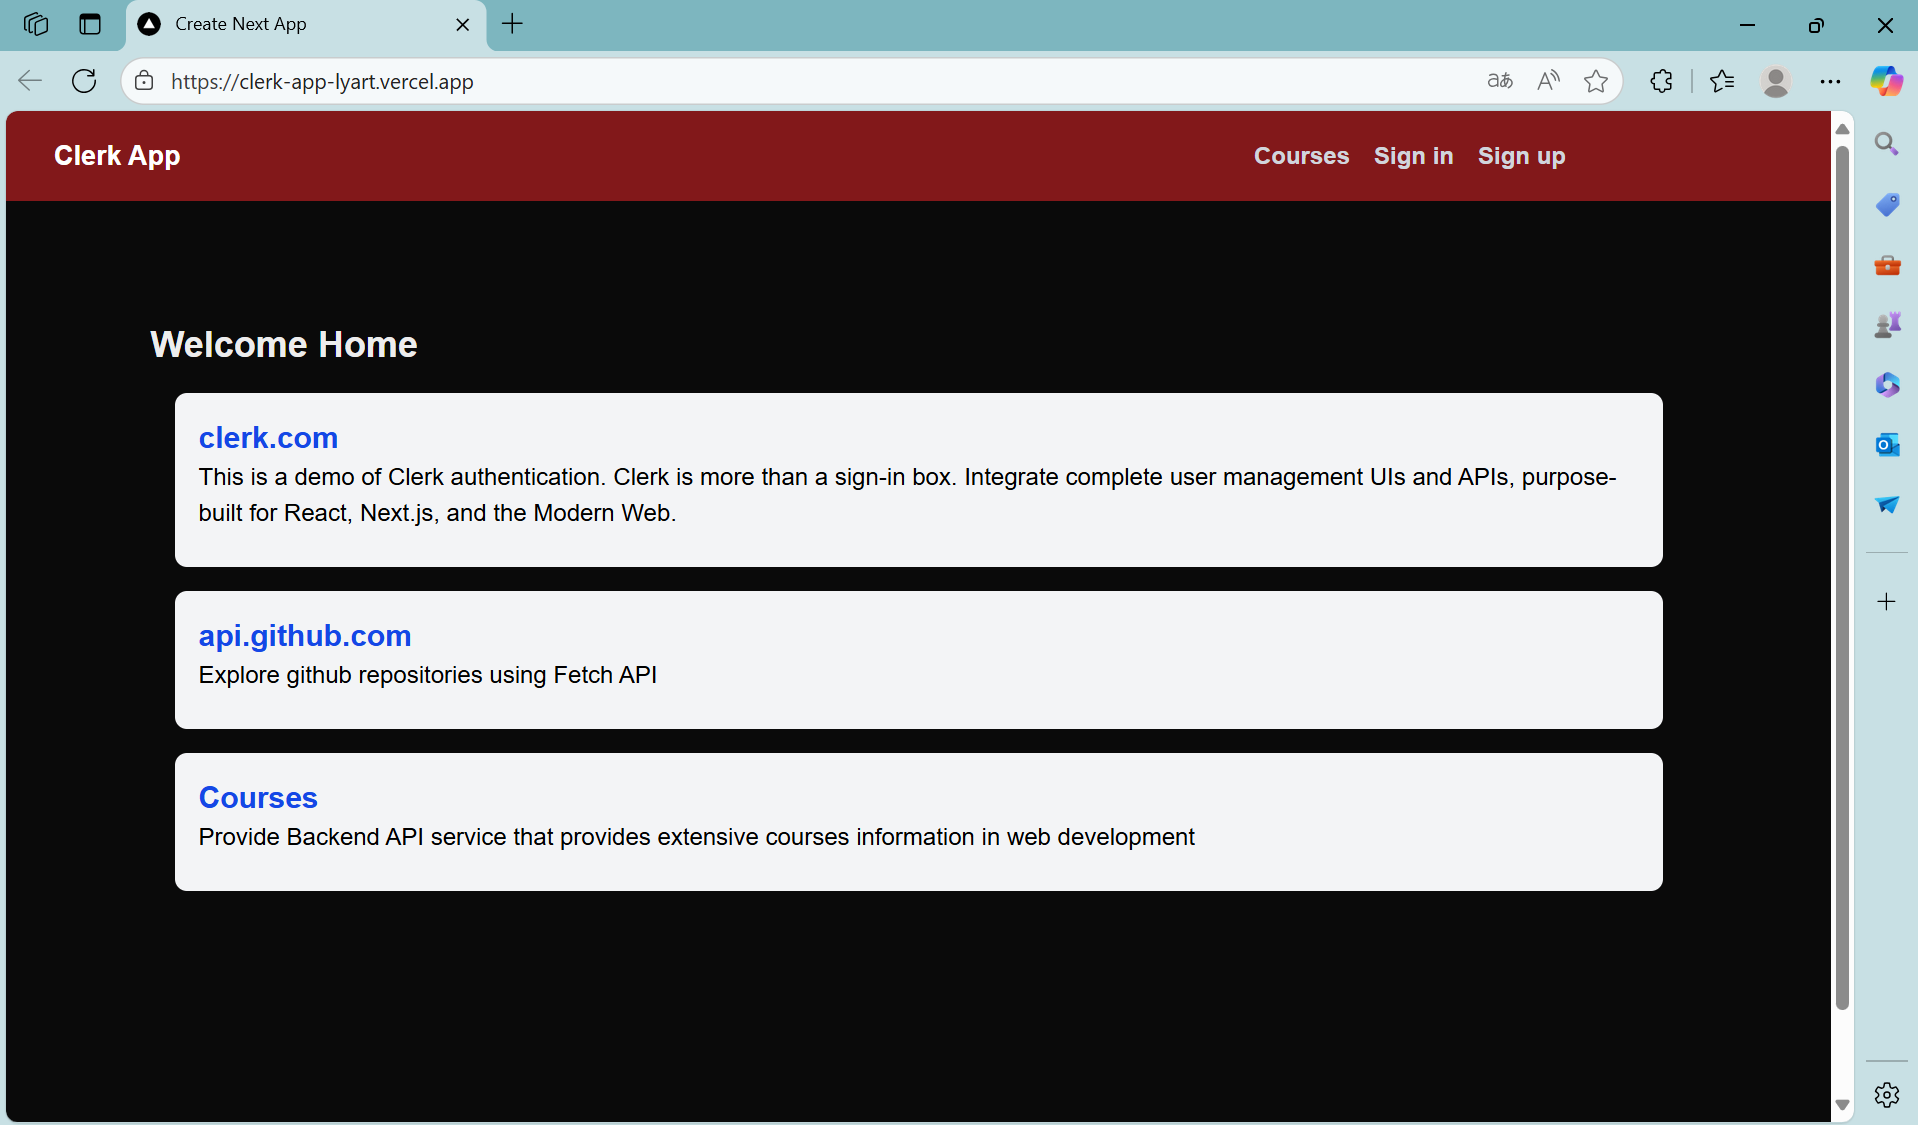 Create Next App
https://clerk-app-lyart.vercel.app
Clerk App
Courses
Sign in
Sign up
Welcome Home
clerk.com
This is a demo of Clerk authentication. Clerk is more than a sign-in box. Integrate complete user management UIs and APIs, purpose-
built for React, Next.js, and the Modern Web.
api.github.com
Explore github repositories using Fetch API
Courses
Provide Backend API service that provides extensive courses information in web development